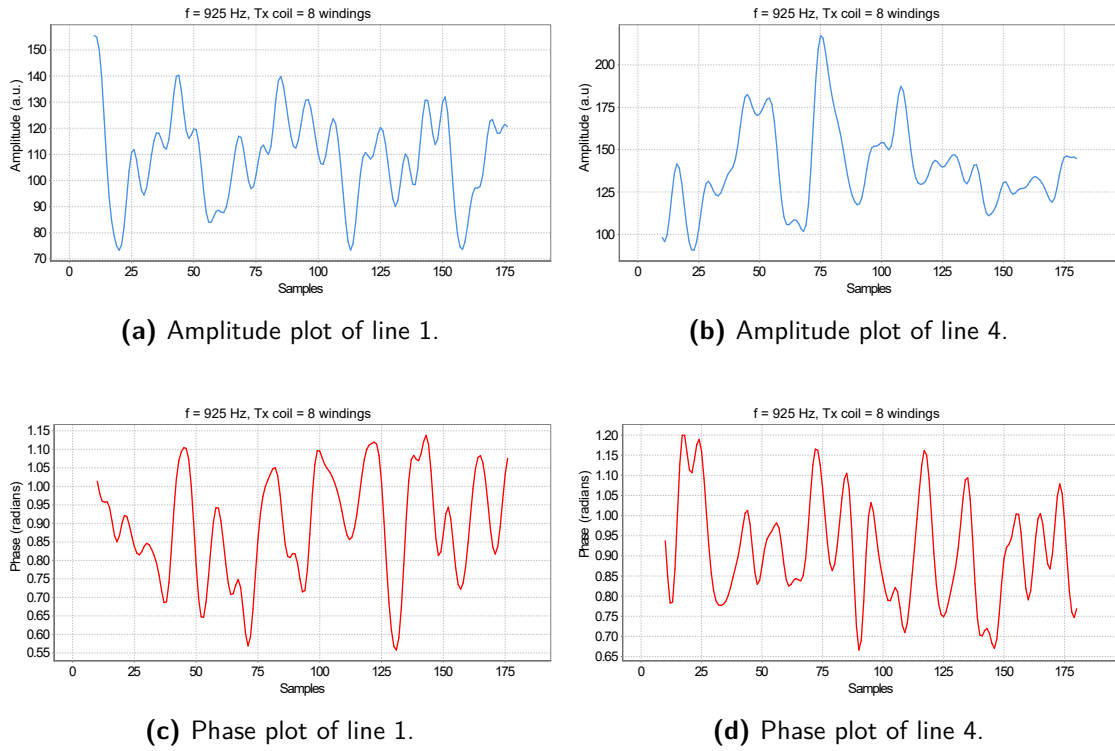 f = 925 Hz, Tx coil = 8 windings
Amplitude (a.u.)
150
140
130
120
110
100
90
80
70
0 25 50 75 100 125 150 175
Samples
(a) Amplitude plot of line 1.
f = 925 Hz, Tx coil = 8 windings
Amplitude (a.u)
200
175
150
125
100
0 25 50 75 100 125 150 175
Samples
(b) Amplitude plot of line 4.
f = 925 Hz, Tx coil = 8 windings
Phase (radians)
1.15
1.10
1.05
1.00
0.95
0.90
0.85
0.80
0.75
0.70
0.65
0.60
0.55
0 25 50 75 100 125 150 175
Samples
(c) Phase plot of line 1.
f = 925 Hz, Tx coil = 8 windings
Phase (radians)
1.20
1.15
1.10
1.05
1.00
0.95
0.90
0.85
0.80
0.75
0.70
0.65
0 25 50 75 100 125 150 175
Samples
(d) Phase plot of line 4.